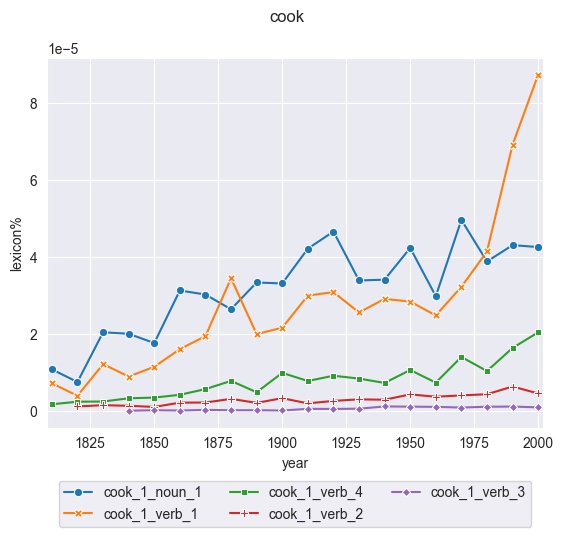 cook
1e−5
8
6
4
2
0
lexicon%
1825 1850 1875 1900 1925 1950 1975 2000
year
cook_1_noun_1 cook_1_verb_4 cook_1_verb_3
cook_1_verb_1 cook_1_verb_2